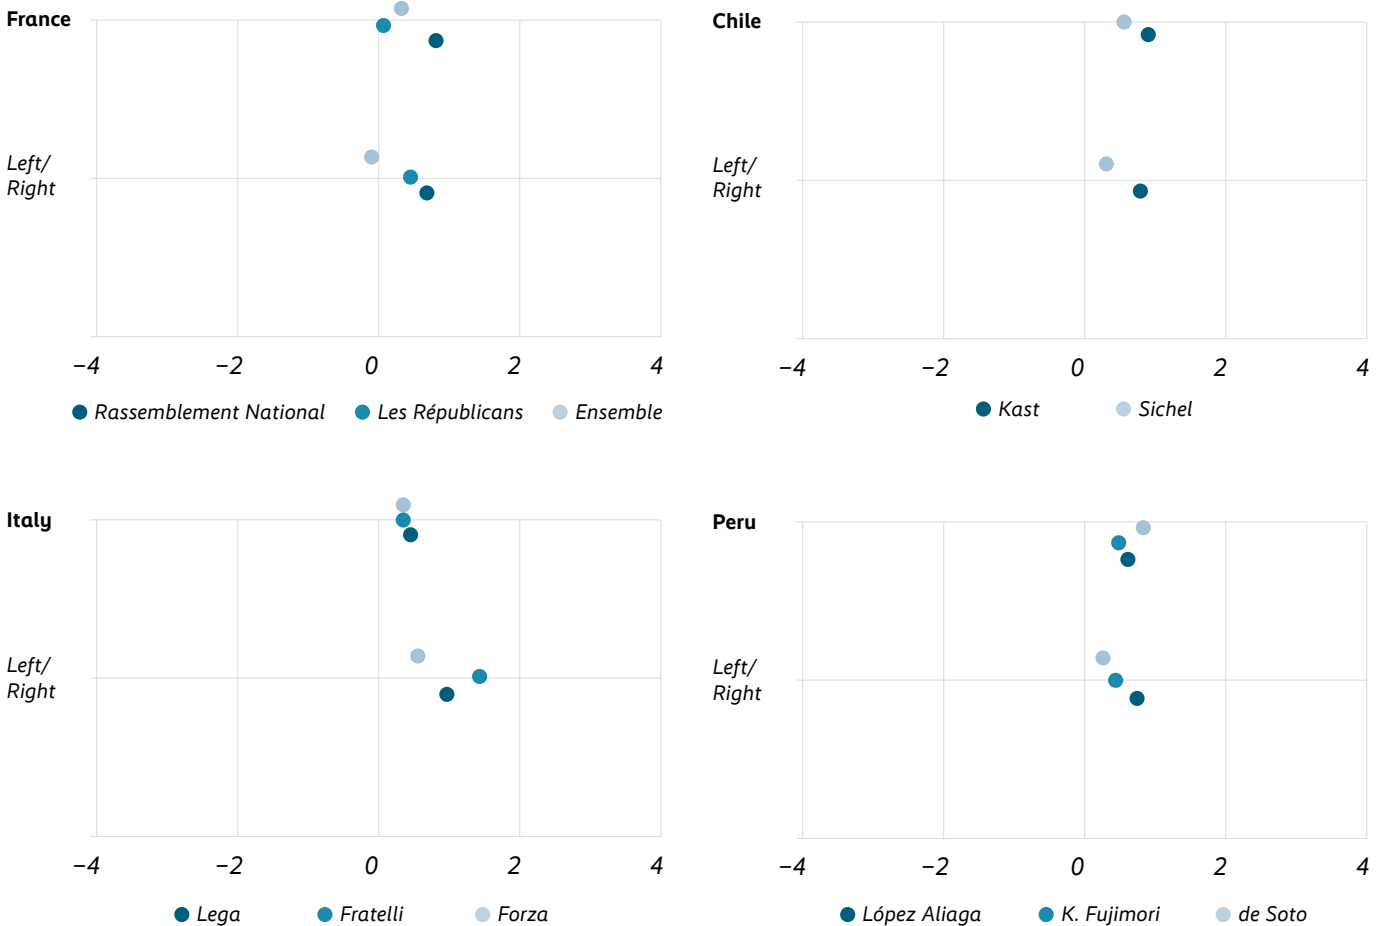 France
Left/
Right
−4 −2 0 2 4
Rassemblement National Les Républicans Ensemble
Chile
Left/
Right
−4 −2 0 2 4
Kast Sichel
Italy
Left/
Right
−4 −2 0 2 4
Lega Fratelli Forza
Peru
Left/
Right
−4 −2 0 2 4
López Aliaga K. Fujimori de Soto